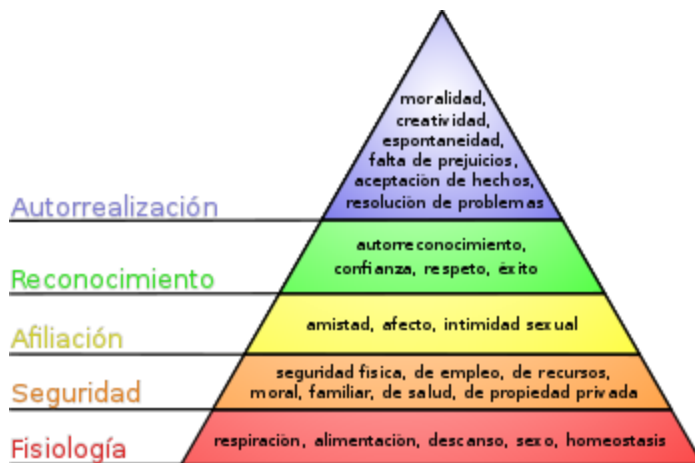 moralidad,
creatividad,
espontaneidad,
falta de prejuicios,
aceptación de hechos,
resolución de problemas
Autorrealización
autorreconocimiento,
confianza, respeto, éxito
Reconocimiento
amistad, afecto, intimidad sexual
Afiliación
seguridad física, de empleo, de recursos,
moral, familiar, de salud, de propiedad privada
Seguridad
respiración, alimentación, descanso, sexo, homeostasis
Fisiología